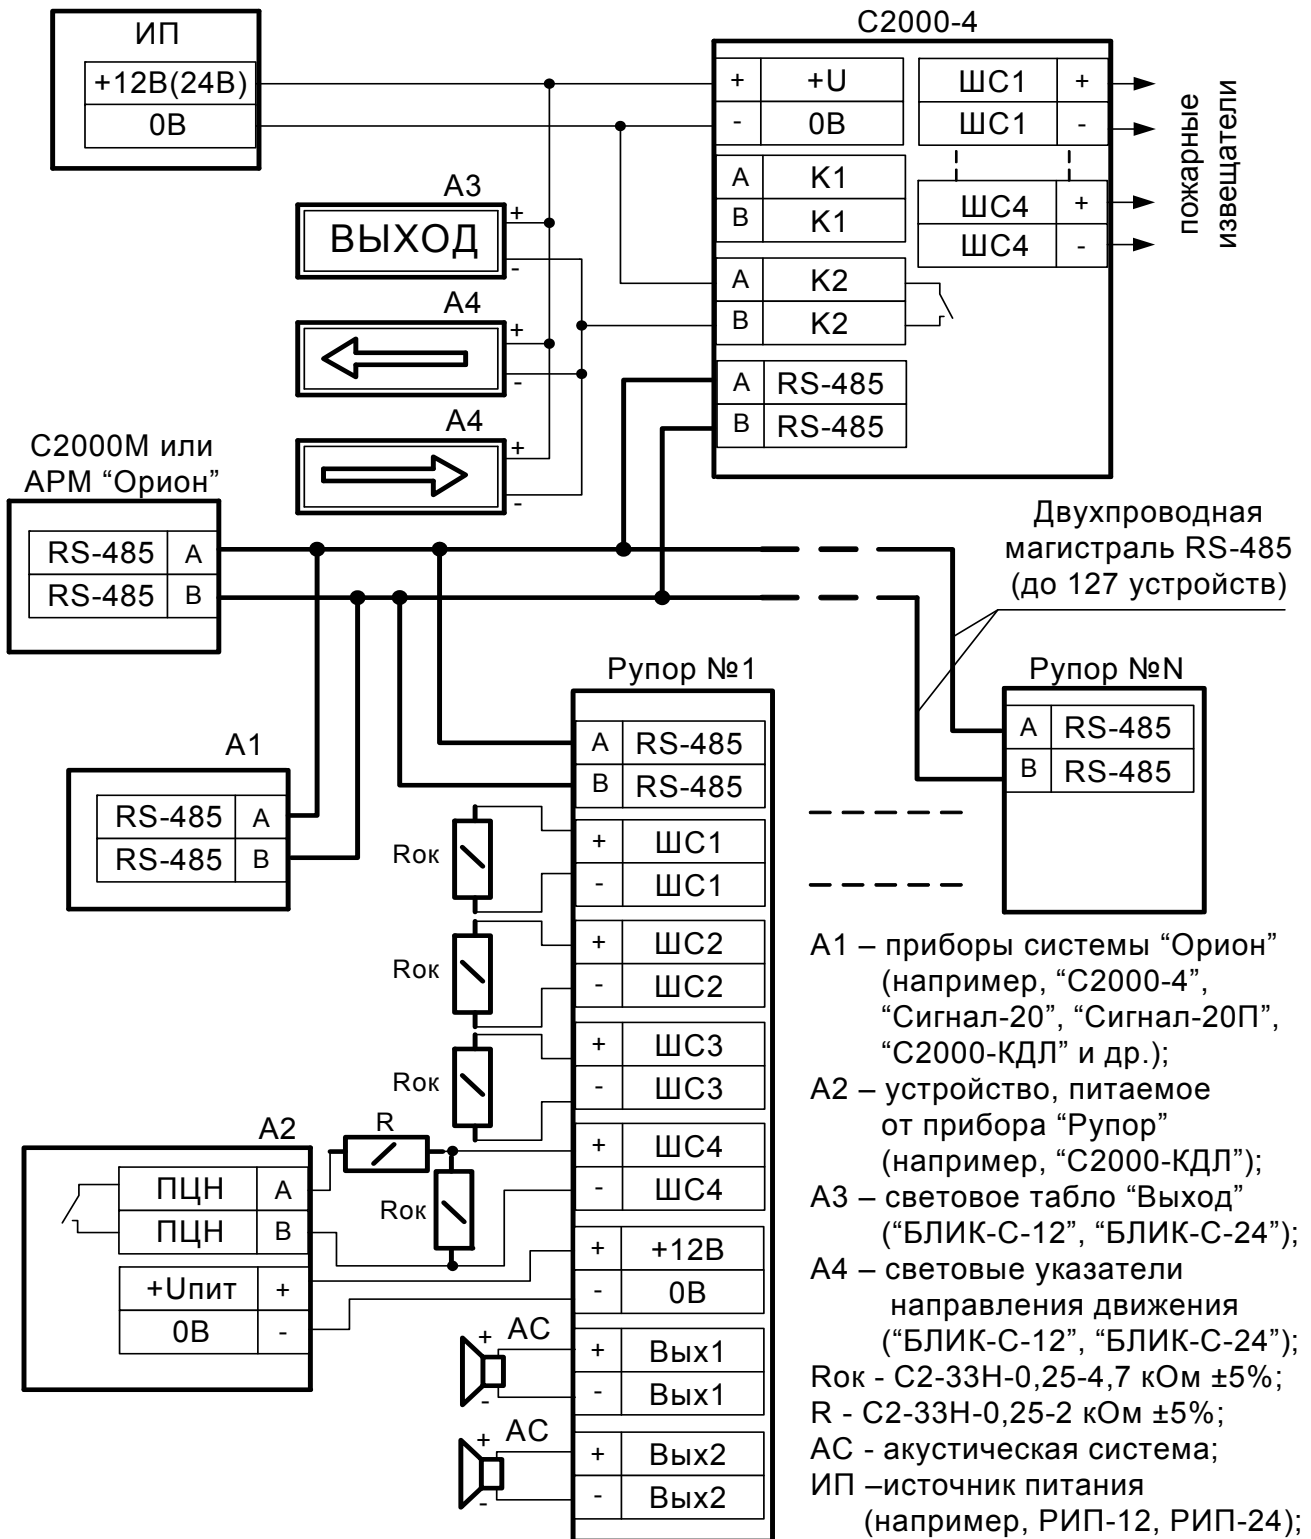 ИП
+12В(24В)
0В
С2000-4
+ +U
- 0В
А К1
В К1
А К2
В К2
А RS-485
В RS-485
ШС1 +
ШС1 -
ШС4 +
ШС4 -
пожарные
извещатели
А3
ВЫХОД
+
-
А4
+
-
А4
+
-
С2000М или
АРМ “Орион”
RS-485 А
RS-485 В
Двухпроводная
магистраль RS-485
(до 127 устройств)
А1
RS-485 А
RS-485 В
Рупор №1
А RS-485
В RS-485
+ ШС1
- ШС1
+ ШС2
- ШС2
+ ШС3
- ШС3
+ ШС4
- ШС4
+ +12В
- 0В
+ Вых1
- Вых1
+ Вых2
- Вых2
Rок
Rок
Rок
R
Rок
А2
ПЦН А
ПЦН В
+Uпит +
0В -
+ АС
-
+ АС
-
Рупор №N
А RS-485
В RS-485
А1 – приборы системы “Орион”
(например, “С2000-4”,
“Сигнал-20”, “Сигнал-20П”,
“С2000-КДЛ” и др.);
А2 – устройство, питаемое
от прибора “Рупор”
(например, “С2000-КДЛ”);
А3 – световое табло “Выход”
(“БЛИК-С-12”, “БЛИК-С-24”);
А4 – световые указатели
направления движения
(“БЛИК-С-12”, “БЛИК-С-24”);
Rок - С2-33Н-0,25-4,7 кОм ±5%;
R - С2-33Н-0,25-2 кОм ±5%;
АС - акустическая система;
ИП –источник питания
(например, РИП-12, РИП-24);